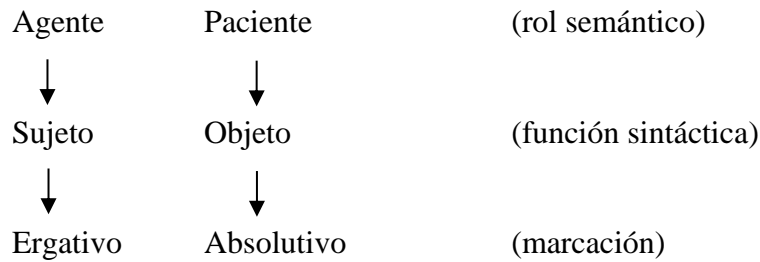 Agente Paciente (rol semántico)
Sujeto Objeto (función sintáctica)
Ergativo Absolutivo (marcación)